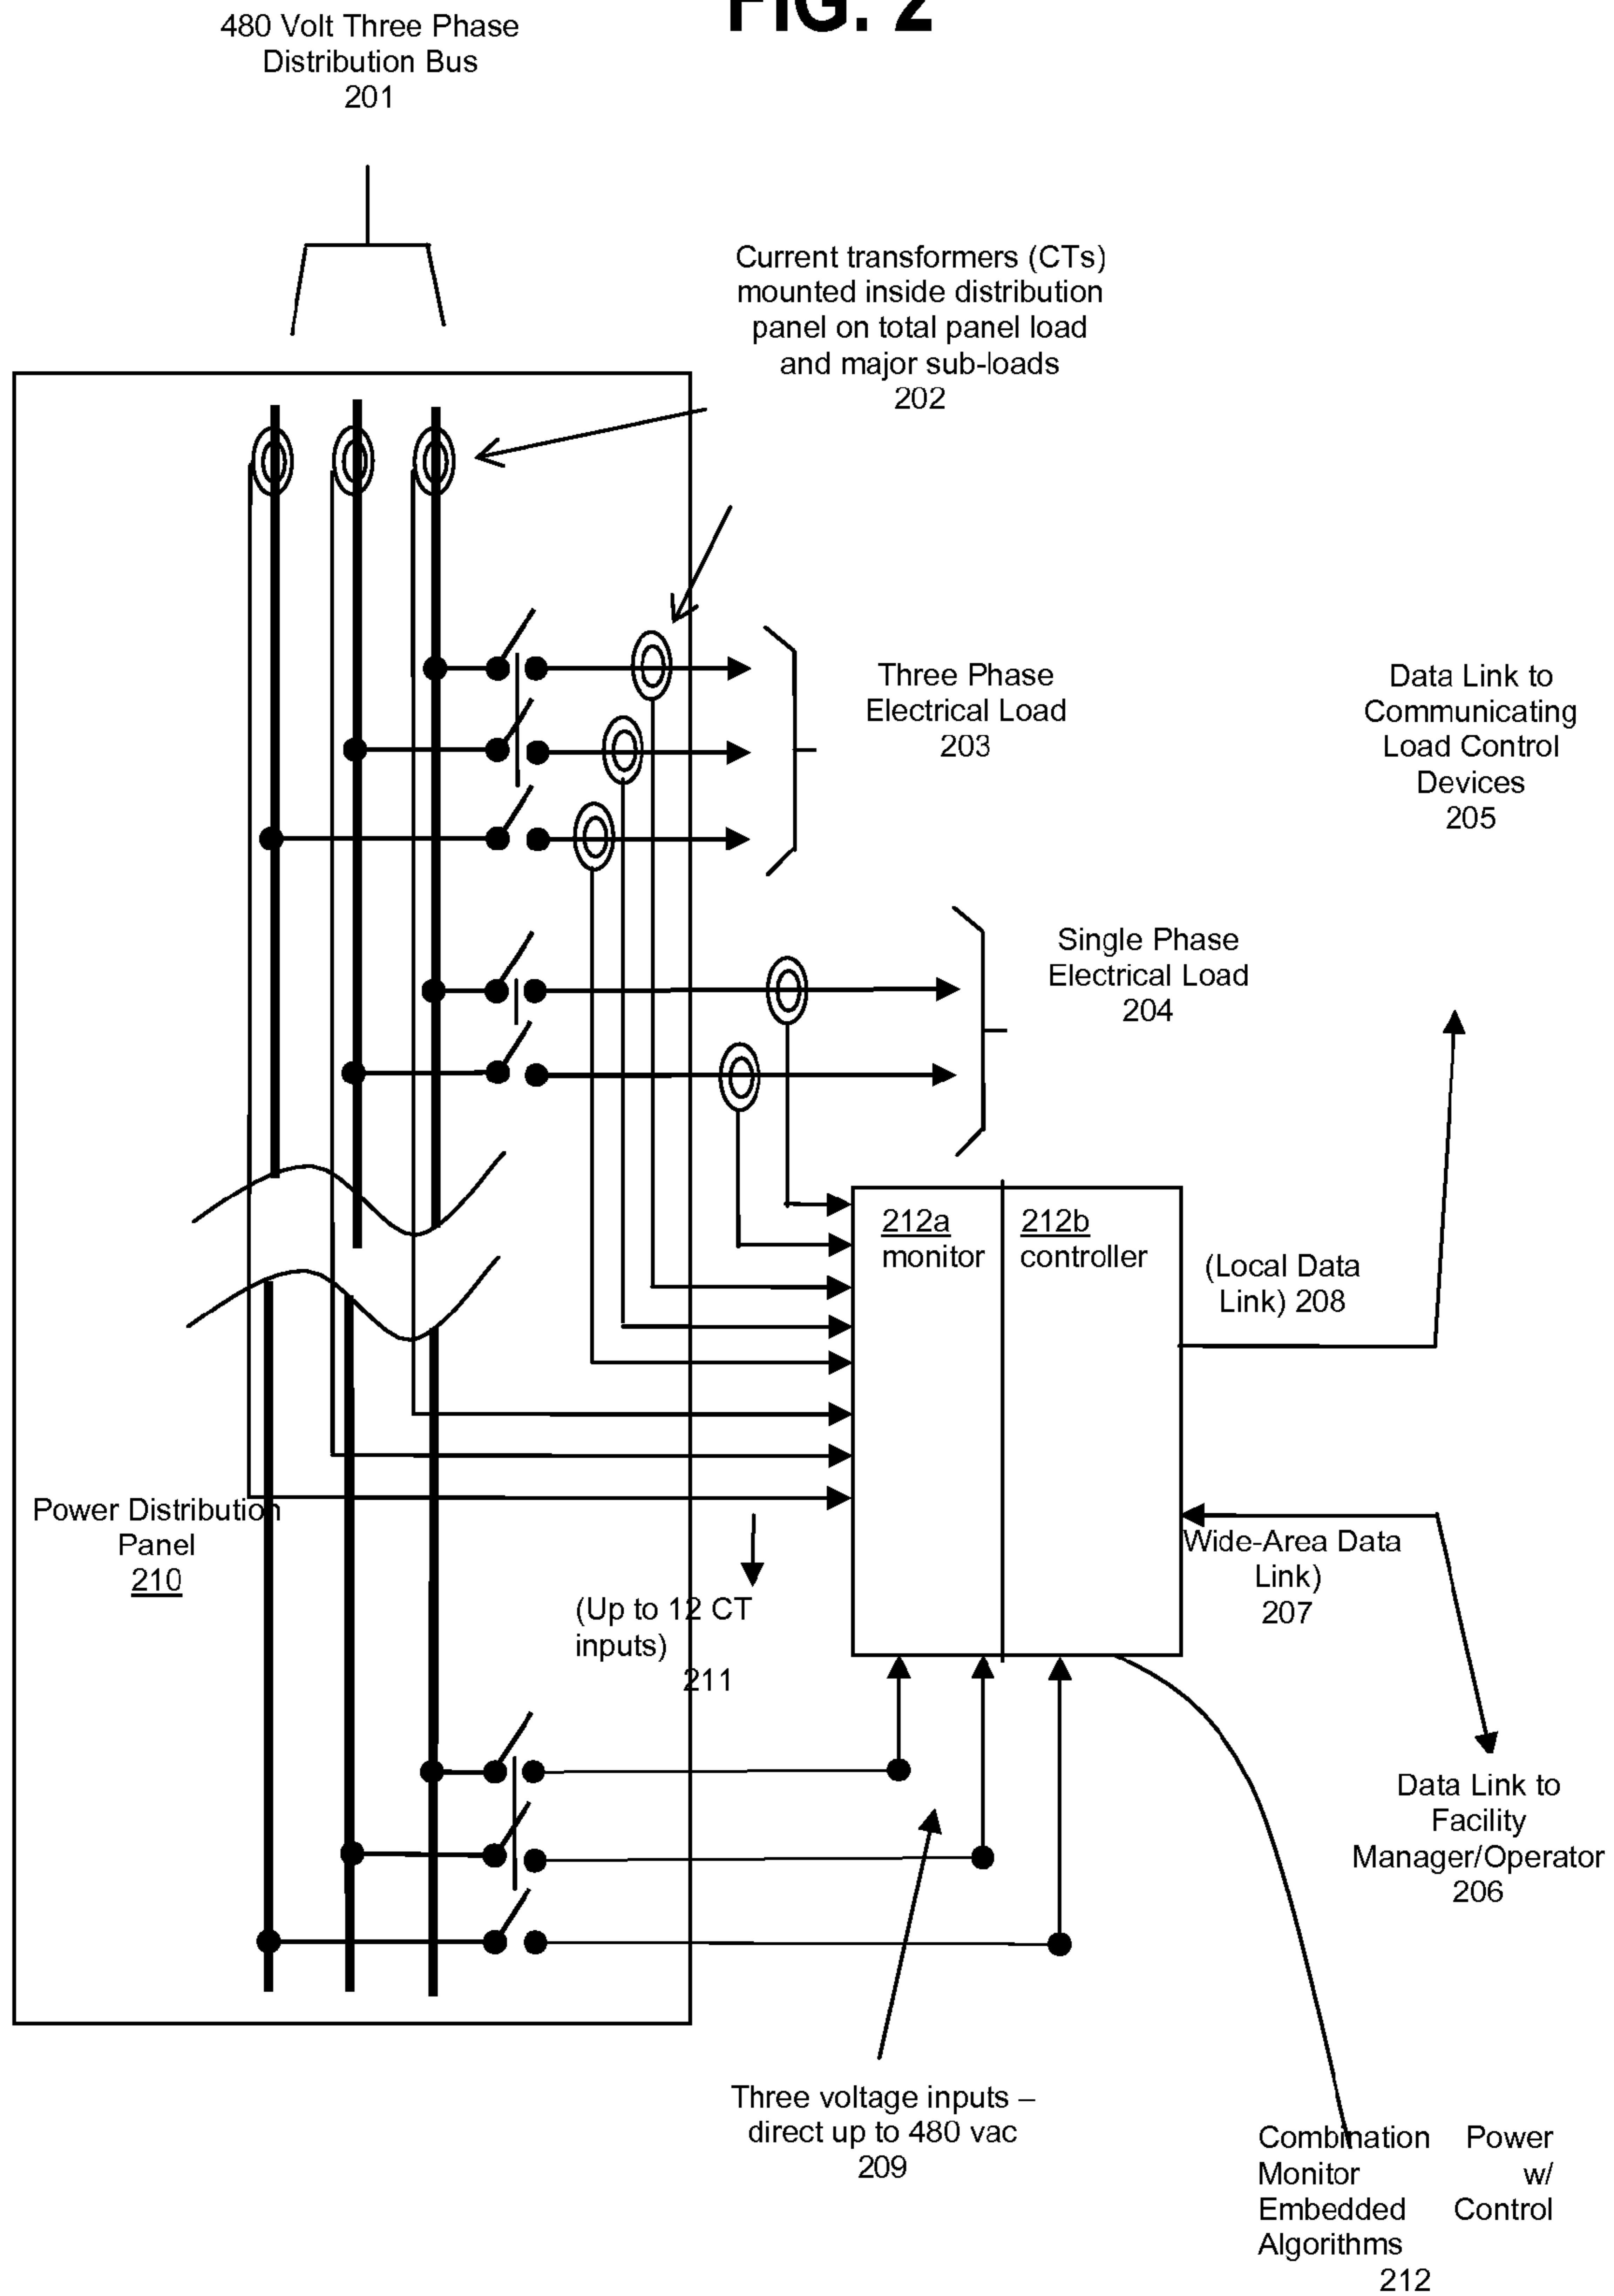 FIG. 2
480 Volt Three Phase
Distribution Bus
201
Current transformers (CTs)
mounted inside distribution
panel on total panel load
and major sub-loads
202
Three Phase
Electrical Load
203
Data Link to
Communicating
Load Control
Devices
205
Single Phase
Electrical Load
204
212a
monitor
212b
controller
(Local Data
Link) 208
Power Distribution
Panel
210
Wide-Area Data
Link)
207
(Up to 12 CT
inputs)
211
Data Link to
Facility
Manager/Operator
206
Three voltage inputs –
direct up to 480 vac
209
Combination Power
Monitor w/
Embedded Control
Algorithms
212